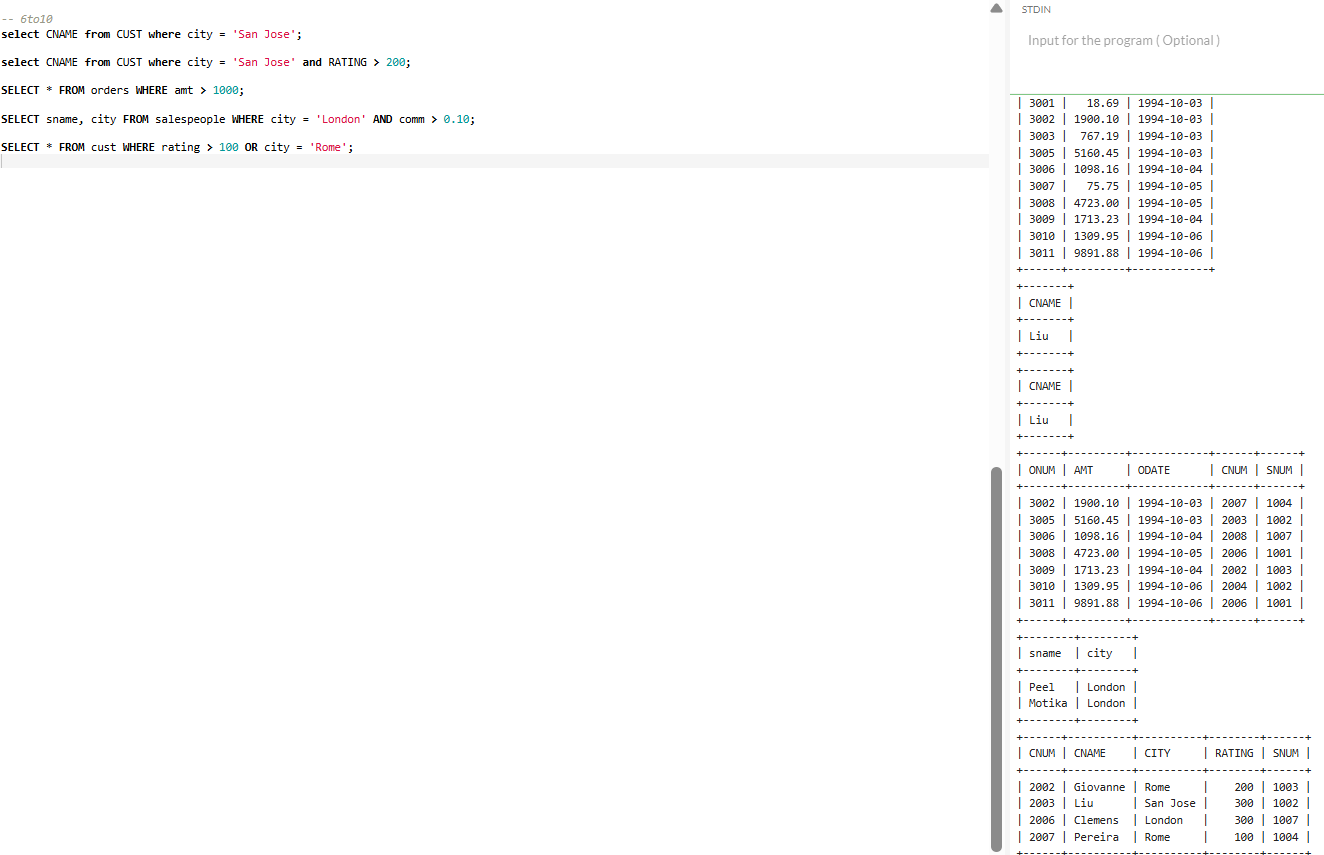 -- 6to10
select CNAME from CUST where city = 'San Jose';
select CNAME from CUST where city = 'San Jose' and RATING > 200;
SELECT * FROM orders WHERE amt > 1000;
SELECT sname, city FROM salespeople WHERE city = 'London' AND comm > 0.10;
SELECT * FROM cust WHERE rating > 100 OR city = 'Rome';
STDIN
Input for the program ( Optional )
| 3001 |   18.69 | 1994-10-03 |
| 3002 | 1900.10 | 1994-10-03 |
| 3003 |  767.19 | 1994-10-03 |
| 3005 | 5160.45 | 1994-10-03 |
| 3006 | 1098.16 | 1994-10-04 |
| 3007 |   75.75 | 1994-10-05 |
| 3008 | 4723.00 | 1994-10-05 |
| 3009 | 1713.23 | 1994-10-04 |
| 3010 | 1309.95 | 1994-10-06 |
| 3011 | 9891.88 | 1994-10-06 |
+------+---------+------------+
+-------+
| CNAME |
+-------+
| Liu   |
+-------+
+-------+
| CNAME |
+-------+
| Liu   |
+-------+
+------+---------+------------+------+------+
| ONUM | AMT     | ODATE      | CNUM | SNUM |
+------+---------+------------+------+------+
| 3002 | 1900.10 | 1994-10-03 | 2007 | 1004 |
| 3005 | 5160.45 | 1994-10-03 | 2003 | 1002 |
| 3006 | 1098.16 | 1994-10-04 | 2008 | 1007 |
| 3008 | 4723.00 | 1994-10-05 | 2006 | 1001 |
| 3009 | 1713.23 | 1994-10-04 | 2002 | 1003 |
| 3010 | 1309.95 | 1994-10-06 | 2004 | 1002 |
| 3011 | 9891.88 | 1994-10-06 | 2006 | 1001 |
+------+---------+------------+------+------+
+--------+--------+
| sname  | city   |
+--------+--------+
| Peel   | London |
| Motika | London |
+--------+--------+
+------+----------+----------+--------+------+
| CNUM | CNAME    | CITY     | RATING | SNUM |
+------+----------+----------+--------+------+
| 2002 | Giovanne | Rome     |    200 | 1003 |
| 2003 | Liu      | San Jose |    300 | 1002 |
| 2006 | Clemens  | London   |    300 | 1007 |
| 2007 | Pereira  | Rome     |    100 | 1004 |
+------+----------+----------+--------+------+